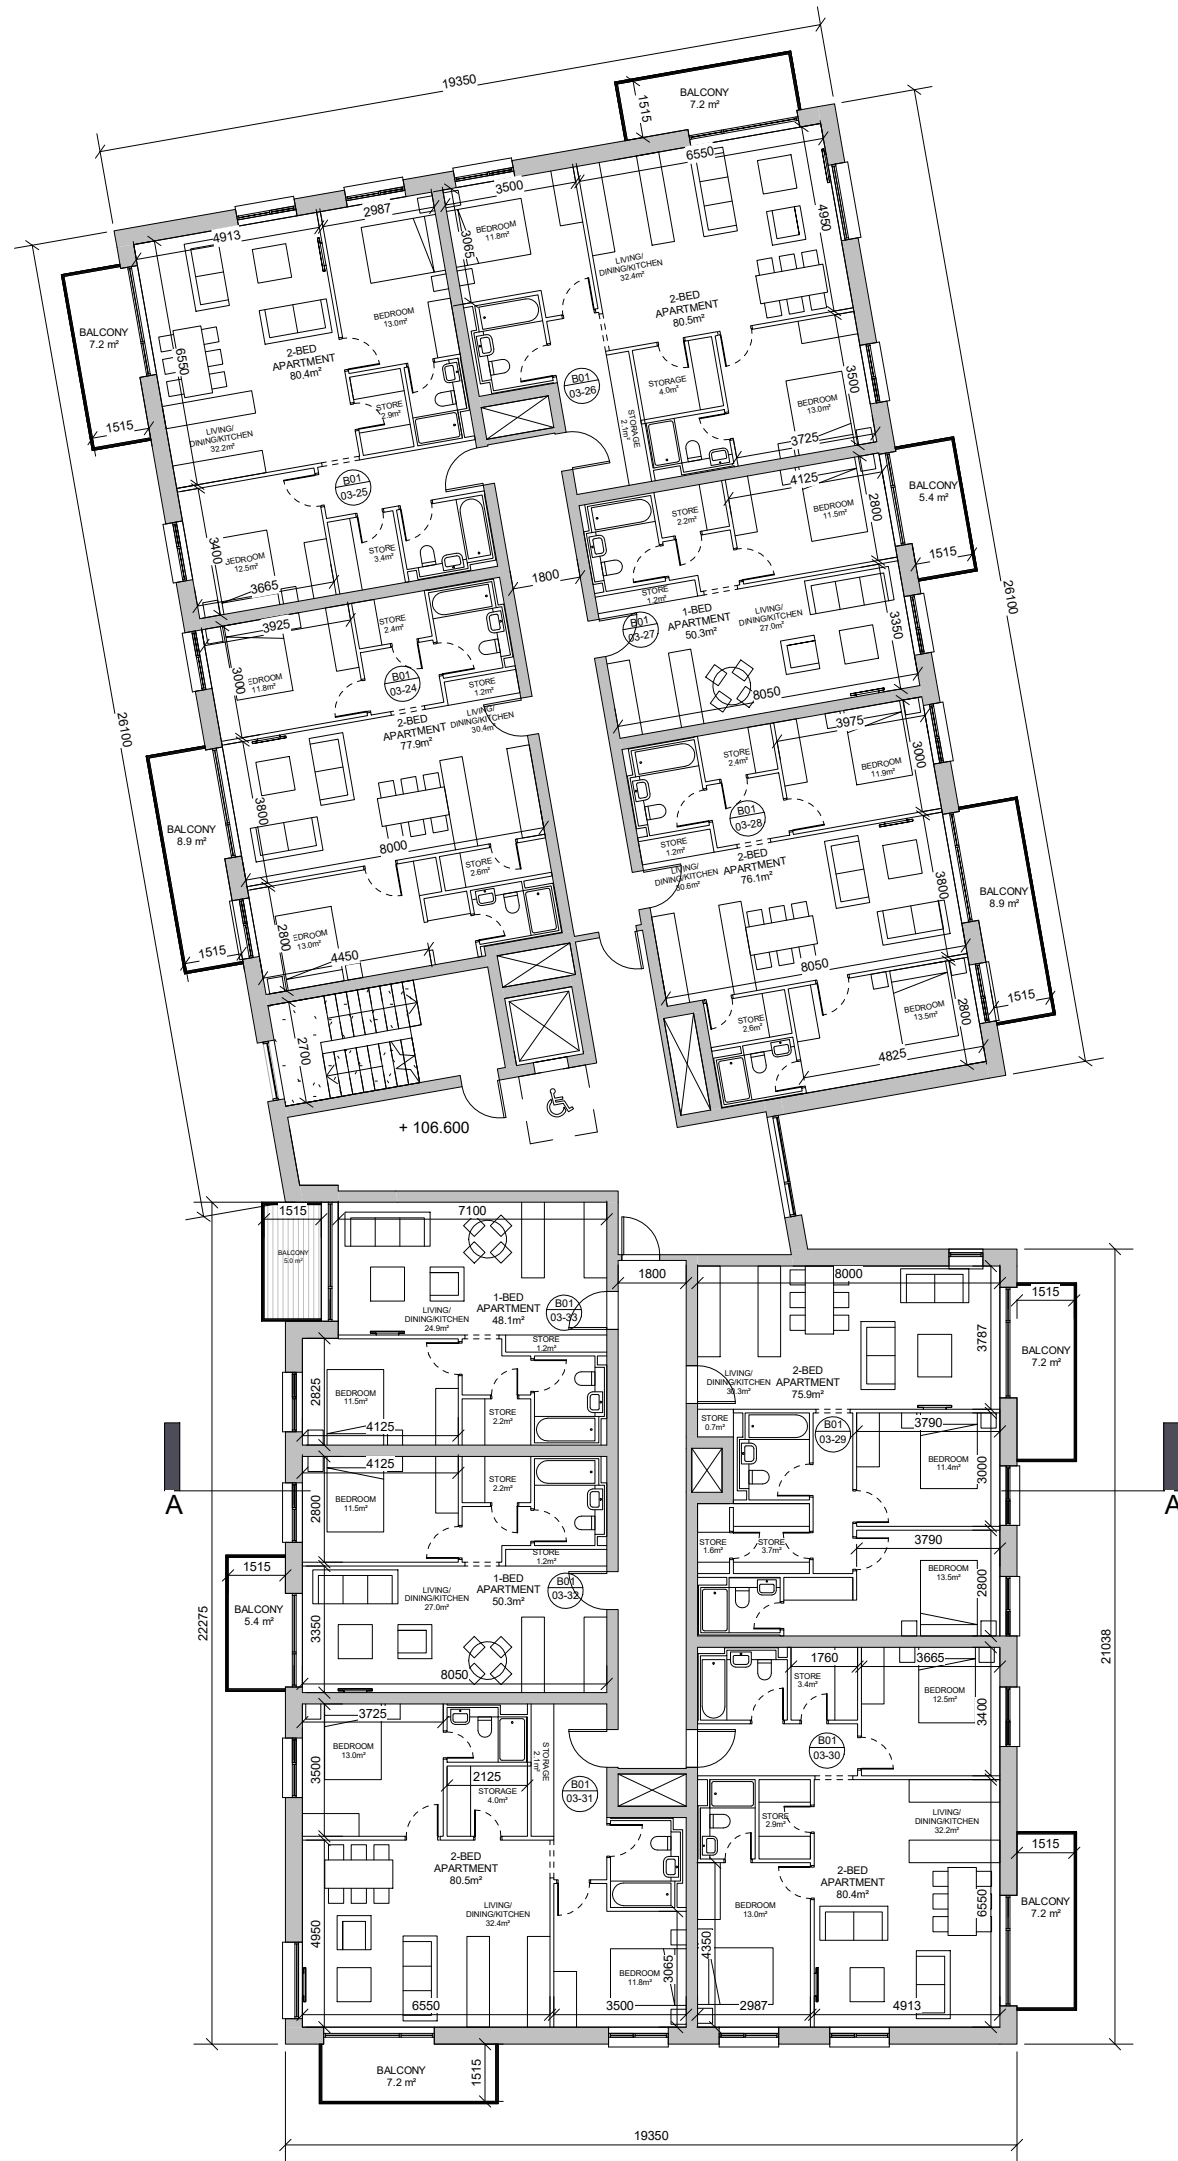 19350
BALCONY
7.2 m²
1515
6550
3500
2987
4913
4950
3065
BEDROOM
11.8m²
LIVING/
DINING/KITCHEN
32.4m²
2-BED
APARTMENT
80.5m²
BALCONY
7.2 m²
1515
6550
BEDROOM
13.0m²
2-BED
APARTMENT
80.4m²
STORE
2.9m²
LIVING/
DINING/KITCHEN
32.2m²
B01
03-26
STORAGE
4.0m²
STORAGE
2.1m²
3500
BEDROOM
13.0m²
3725
B01
03-25
3400
BEDROOM
12.5m²
3665
STORE
3.4m²
4125
BEDROOM
11.5m²
2800
BALCONY
5.4 m²
1515
STORE
2.2m²
STORE
1.2m²
1800
26100
B01
03-27
1-BED
APARTMENT
50.3m²
LIVING/
DINING/KITCHEN
27.0m²
3350
8050
3925
3000
11.8m²
STORE
2.4m²
B01
03-24
STORE
1.2m²
2-BED
APARTMENT
77.9m²
LIVING/
DINING/KITCHEN
30.4m²
26100
3975
3000
BEDROOM
11.9m²
STORE
2.4m²
B01
03-28
STORE
1.2m²
2-BED
APARTMENT
76.1m²
LIVING/
DINING/KITCHEN
30.6m²
BALCONY
8.9 m²
1515
3800
8000
STORE
2.6m²
2800
13.0m²
4450
3800
BALCONY
8.9 m²
1515
8050
BEDROOM
13.5m²
2800
STORE
2.6m²
4825
2700
+ 106.600
1515
BALCONY
5.0 m²
7100
1-BED
APARTMENT
48.1m²
B01
03-33
LIVING/
DINING/KITCHEN
24.9m²
STORE
1.2m²
1800
8000
1515
BALCONY
7.2 m²
3787
LIVING/
DINING/KITCHEN
30.3m²
2-BED
APARTMENT
75.9m²
2825
BEDROOM
11.5m²
STORE
2.2m²
4125
STORE
0.7m²
B01
03-29
3790
BEDROOM
11.4m²
3000
A
A
4125
2800
BEDROOM
11.5m²
STORE
2.2m²
STORE
1.2m²
STORE
1.6m²
STORE
3.7m²
3790
BEDROOM
13.5m²
2800
1515
BALCONY
5.4 m²
LIVING/
DINING/KITCHEN
27.0m²
1-BED
APARTMENT
50.3m²
B01
03-32
3350
8050
22275
21038
1760
3665
STORE
3.4m²
BEDROOM
12.5m²
3400
B01
03-30
3725
BEDROOM
13.0m²
3500
2125
STORAGE
4.0m²
STORAGE
2.1m²
B01
03-31
STORE
2.9m²
LIVING/
DINING/KITCHEN
32.2m²
2-BED
APARTMENT
80.4m²
6550
1515
BALCONY
7.2 m²
2-BED
APARTMENT
80.5m²
LIVING/
DINING/KITCHEN
32.4m²
4950
BEDROOM
13.0m²
4350
BEDROOM
11.8m²
3065
6550
3500
2987
4913
BALCONY
7.2 m²
1515
19350